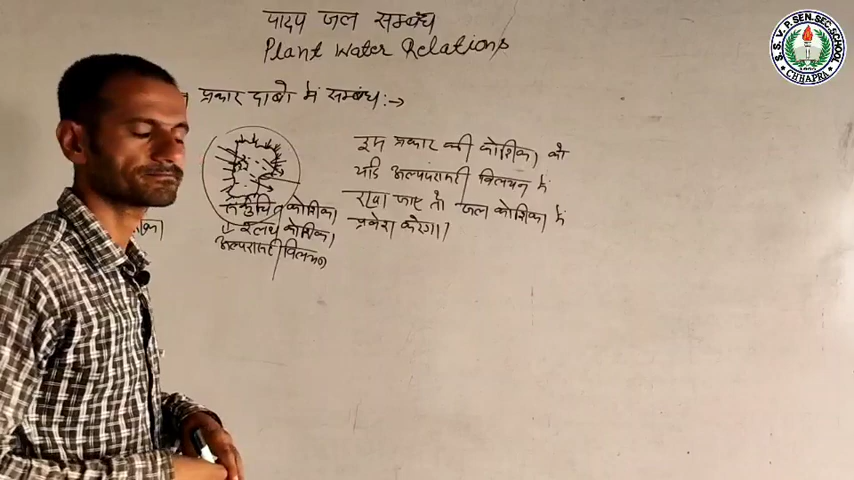 पादप जल सम्बंध
Plant Water Relations
प्रकार दाबो में सम्बंध:→
इस प्रकार की कोशिका को
यदि अल्पपरासरी विलयन में
रखा जाए तो जल कोशिका में
प्रवेश करेगा।
संकुचित कोशिका
श्लथ कोशिका
अल्परासरी विलयन
S.S.V.P.SEN.SEC.SCHOOL
CHHAPRA